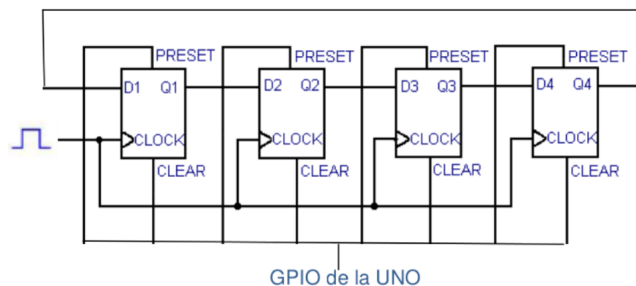 PRESET PRESET PRESET PRESET
D1 Q1 D2 Q2 D3 Q3 D4 Q4
CLOCK CLOCK CLOCK CLOCK
CLEAR CLEAR CLEAR CLEAR
GPIO de la UNO